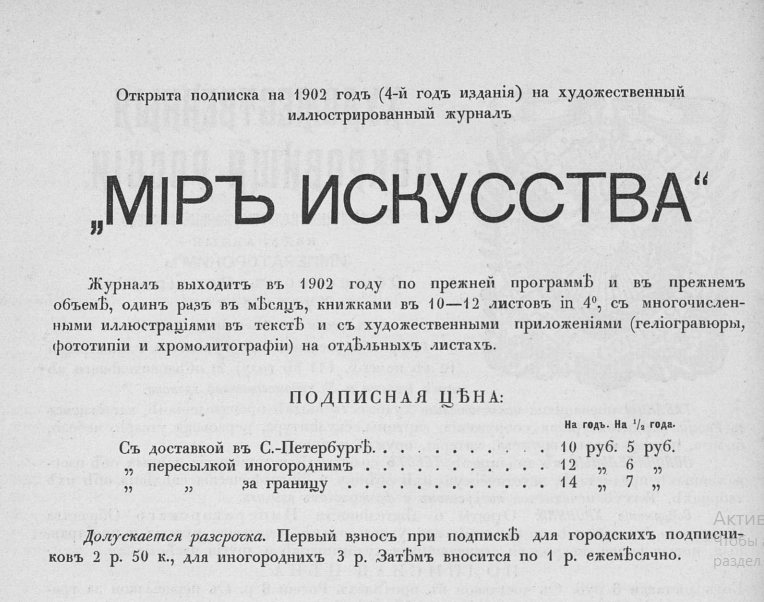 Открыта подписка на 1902 годъ (4-й годъ изданія) на художественный
иллюстрированный журналъ
„МІРЪ ИСКУССТВА“
Журналъ выходитъ въ 1902 году по прежней программѣ и въ прежнемъ
объемѣ, одинъ разъ въ мѣсяцъ, книжками въ 10—12 листовъ in 4⁰, съ многочислен-
ными иллюстраціями въ текстѣ и съ художественными приложеніями (геліогравюры,
фототипіи и хромолитографіи) на отдѣльныхъ листахъ.
ПОДПИСНАЯ ЦѢНА:
На годъ. На ¹/₂ года.
Съ доставкой въ С.-Петербургѣ. . . . . . . . . . 10 руб. 5 руб.
„ пересылкой иногороднимъ . . . . . . . . . . 12 „ 6 „
„ „ за границу . . . . . . . . . . 14 „ 7 „
Допускается разсрочка. Первый взносъ при подпискѣ для городскихъ подписчи-
ковъ 2 р. 50 к., для иногороднихъ 3 р. Затѣмъ вносится по 1 р. ежемѣсячно.
Актив
чтобы
раздел